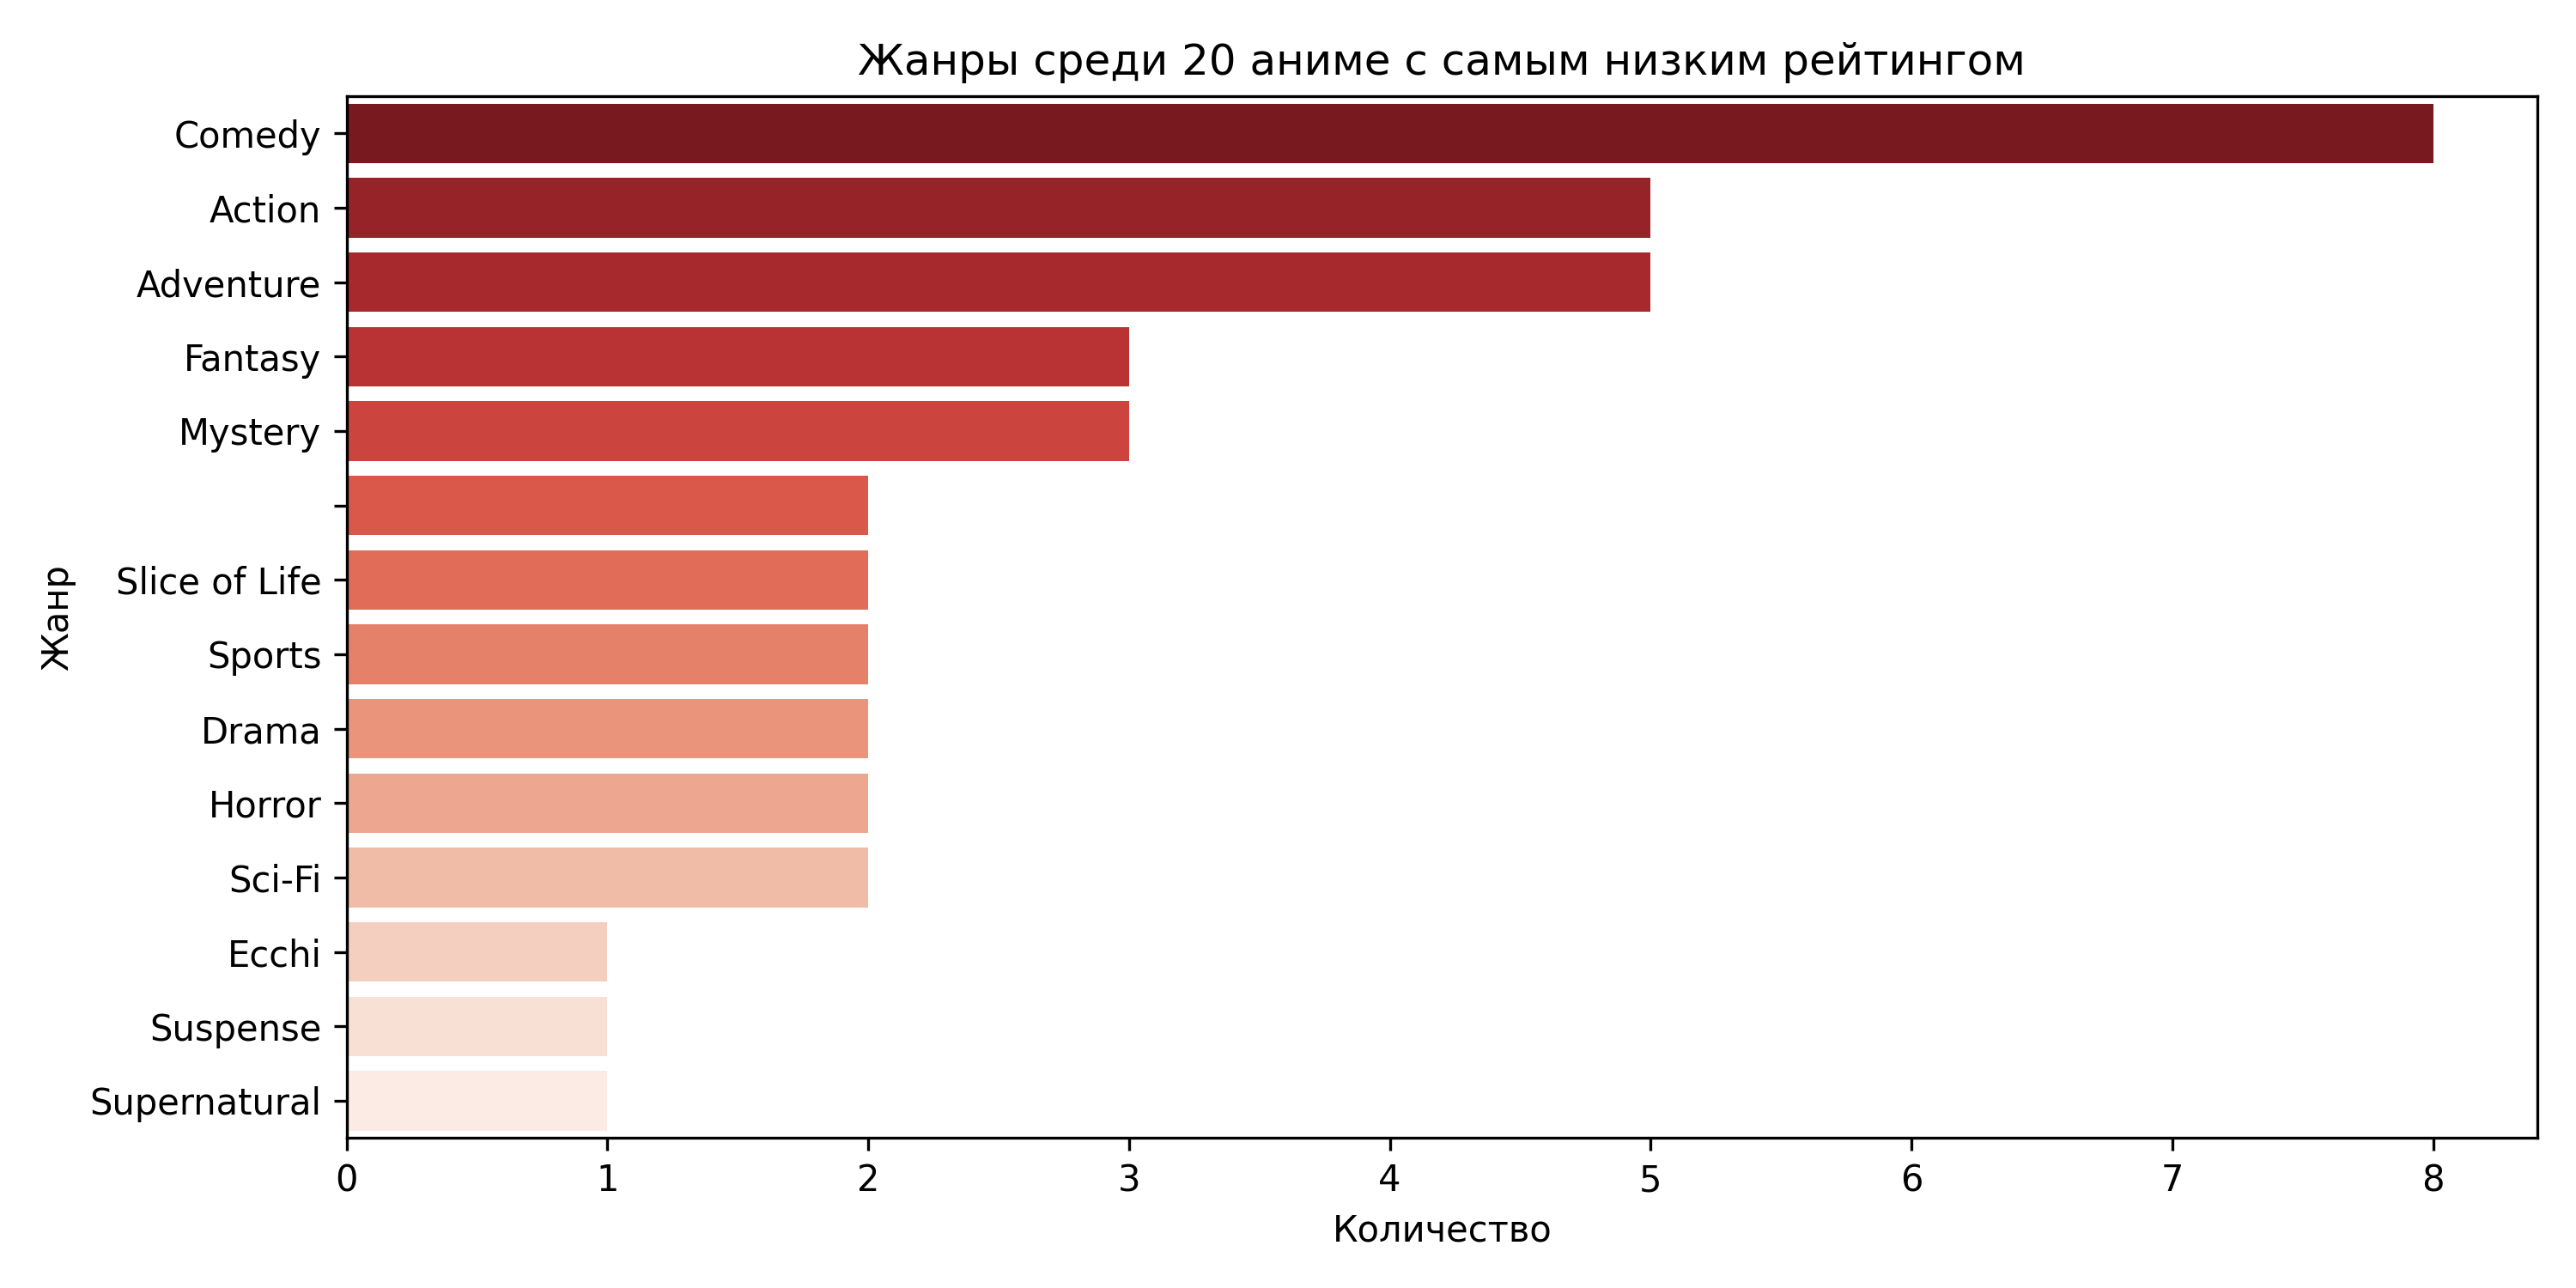 Жанры среди 20 аниме с самым низким рейтингом
Comedy
Action
Adventure
Fantasy
Mystery
Slice of Life
Sports
Drama
Horror
Sci-Fi
Ecchi
Suspense
Supernatural
Жанр
0 1 2 3 4 5 6 7 8
Количество